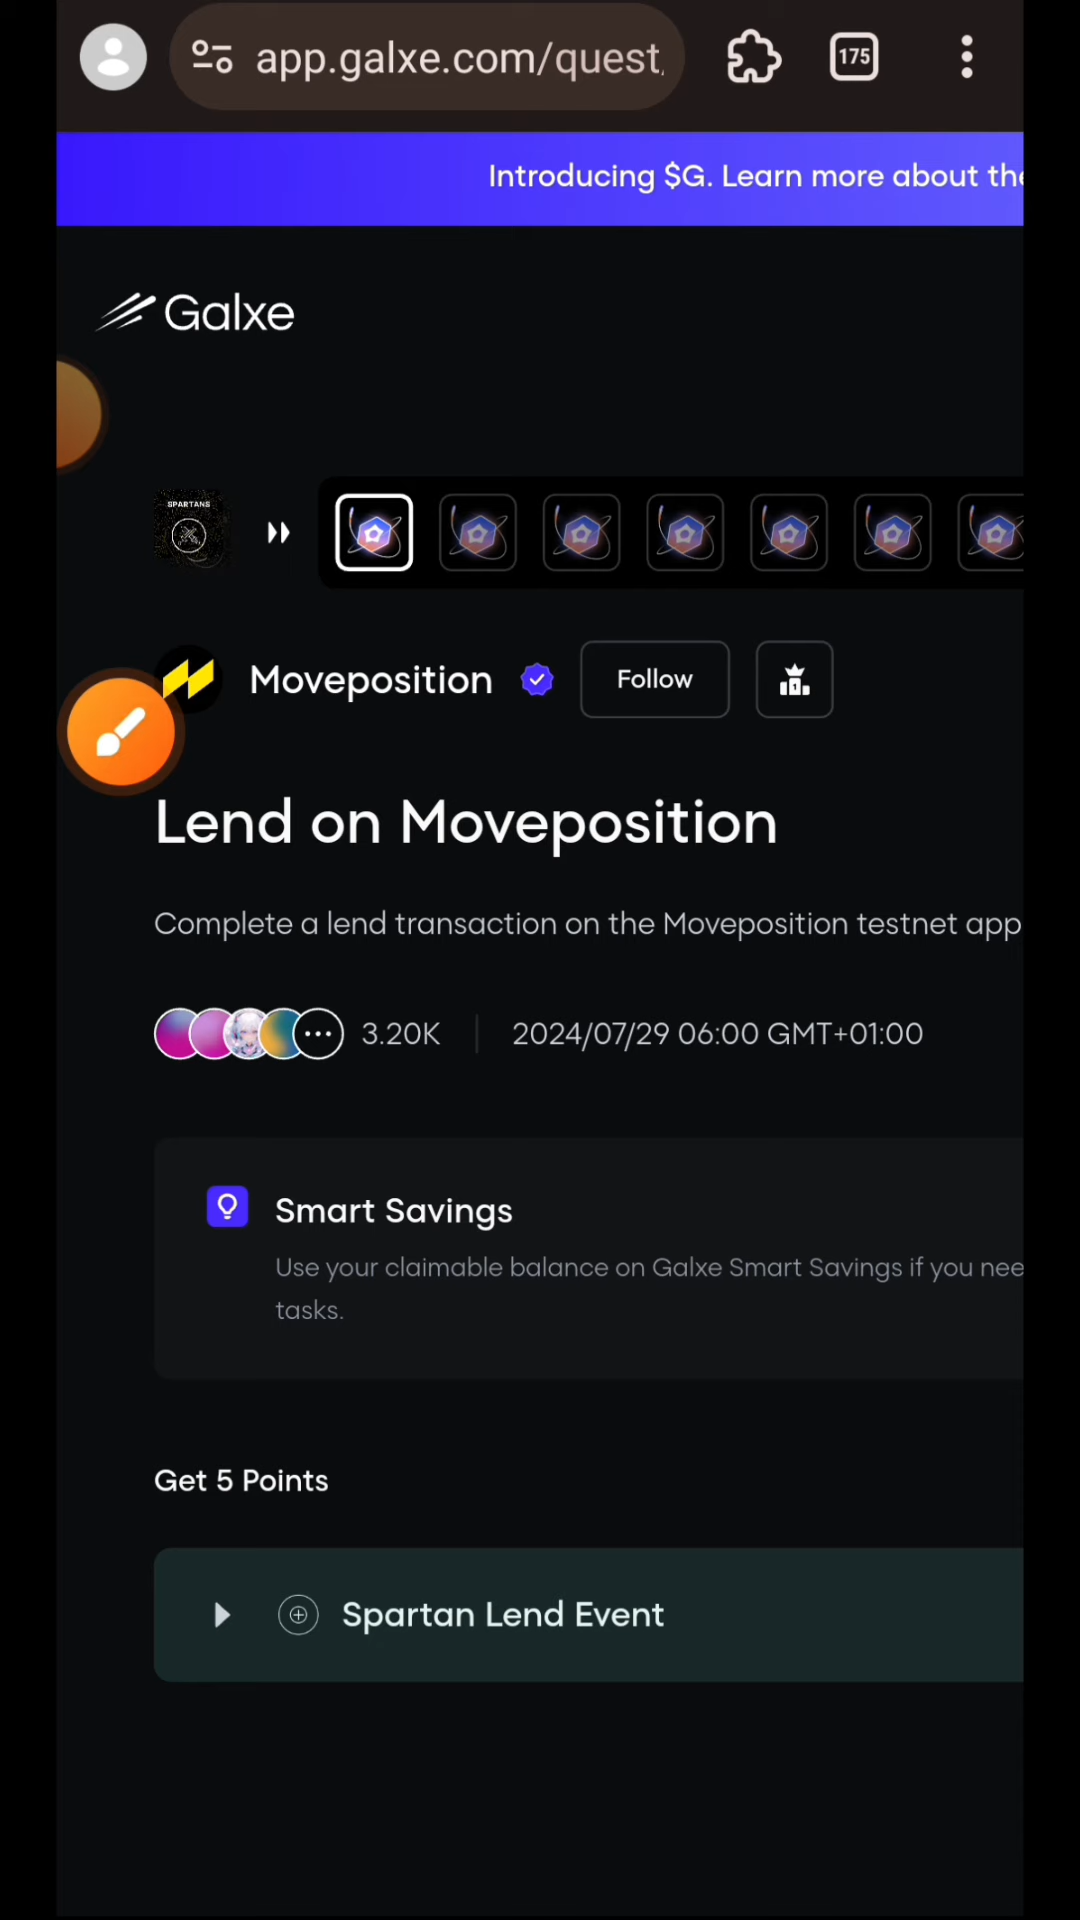 app.galxe.com/quest
175
Introducing $G. Learn more about the
Galxe
SPARTANS
Moveposition
Follow
1
Lend on Moveposition
Complete a lend transaction on the Moveposition testnet app
3.20K
2024/07/29 06:00 GMT+01:00
Smart Savings
Use your claimable balance on Galxe Smart Savings if you nee
tasks.
Get 5 Points
Spartan Lend Event